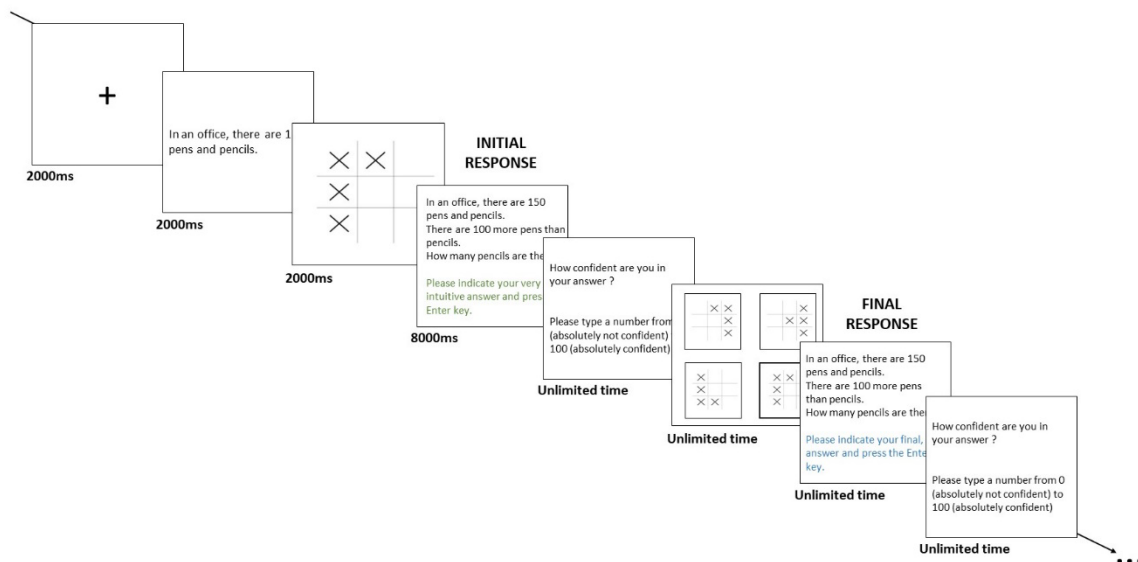 +
2000ms
In an office, there are 1
pens and pencils.
2000ms
2000ms
INITIAL
RESPONSE
In an office, there are 150
pens and pencils.
There are 100 more pens than
pencils.
How many pencils are the
Please indicate your very
intuitive answer and pres
Enter key.
8000ms
How confident are you in
your answer ?
Please type a number from
(absolutely not confident)
100 (absolutely confident)
Unlimited time
Unlimited time
FINAL
RESPONSE
In an office, there are 150
pens and pencils.
There are 100 more pens
than pencils.
How many pencils are the
Please indicate your final,
answer and press the Ente
key.
Unlimited time
How confident are you in
your answer ?
Please type a number from 0
(absolutely not confident) to
100 (absolutely confident)
Unlimited time
...